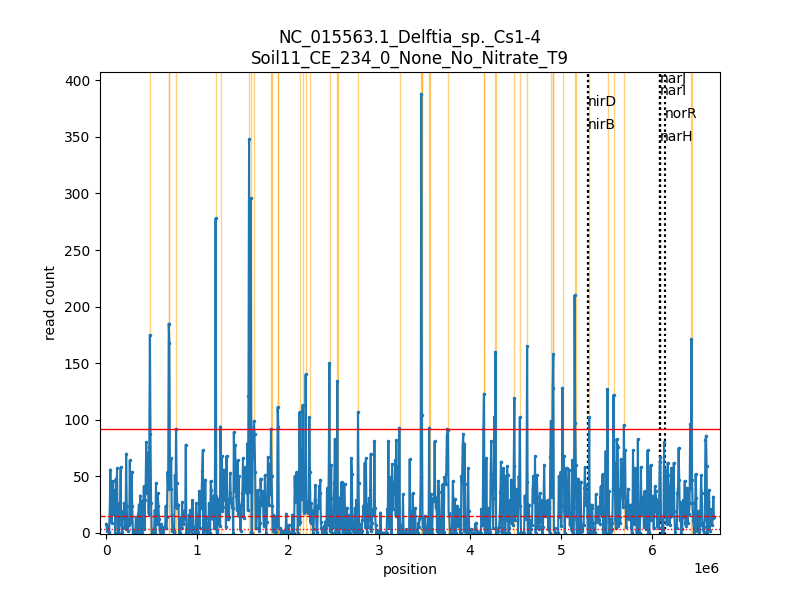 NC_015563.1_Delftia_sp._Cs1-4
Soil11_CE_234_0_None_No_Nitrate_T9
400
350
300
250
200
150
100
50
0
read count
narJ
narI
nirD
norR
nirB
narH
0 1 2 3 4 5 6
1e6
position